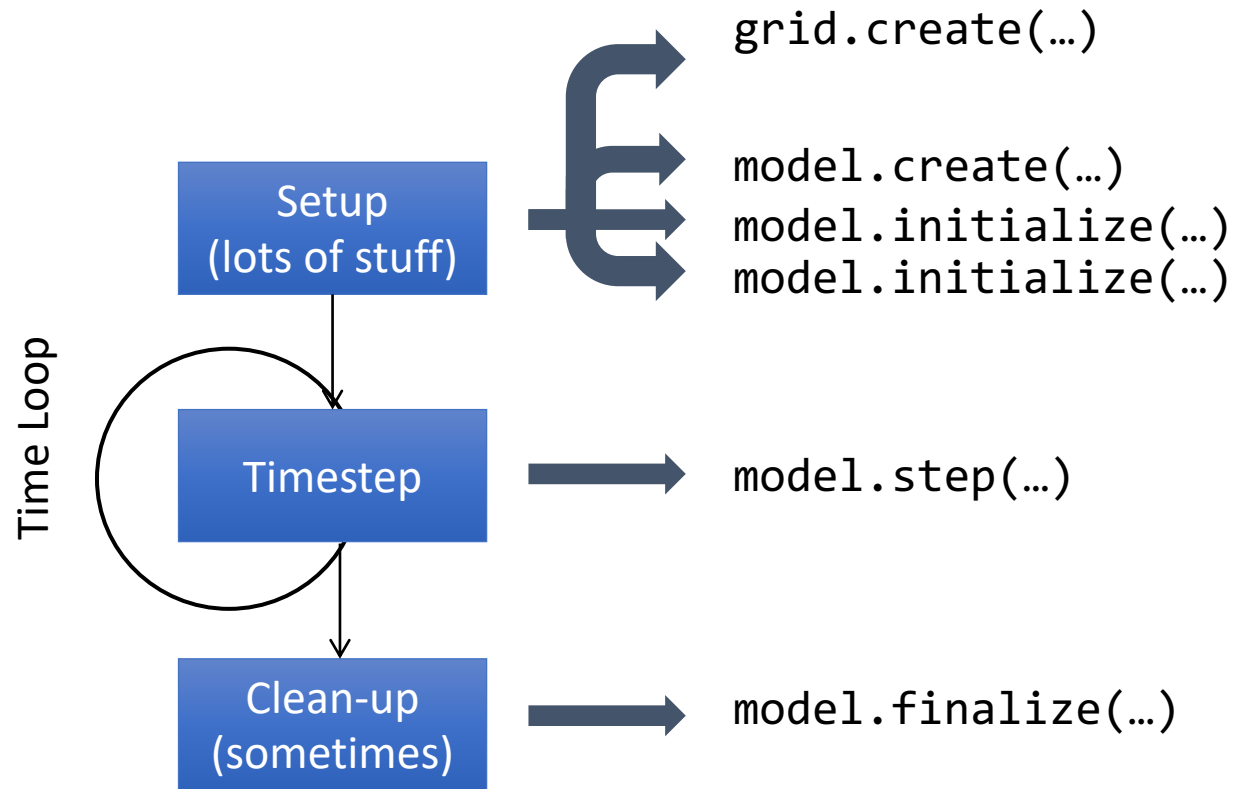 grid.create(…)
Setup
(lots of stuff)
model.create(…)
model.initialize(…)
model.initialize(…)
Time Loop
Timestep
model.step(…)
Clean-up
(sometimes)
model.finalize(…)